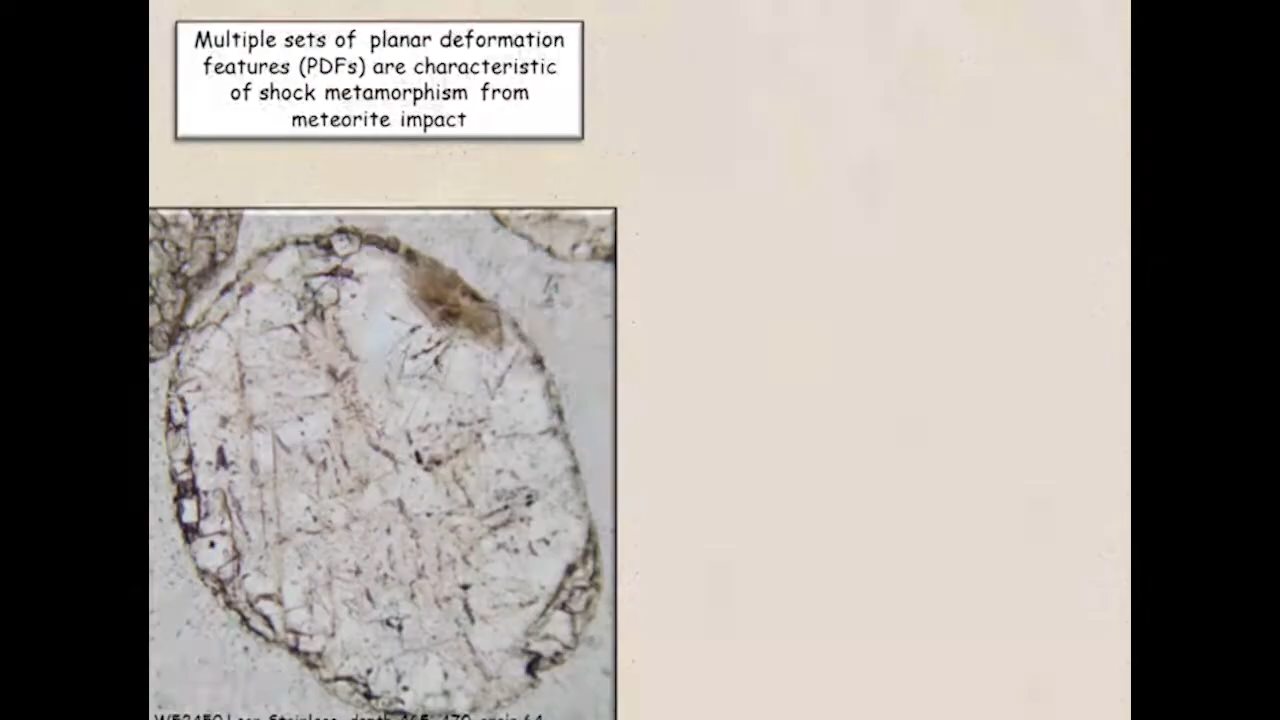 Multiple sets of planar deformation
features (PDFs) are characteristic
of shock metamorphism from
meteorite impact